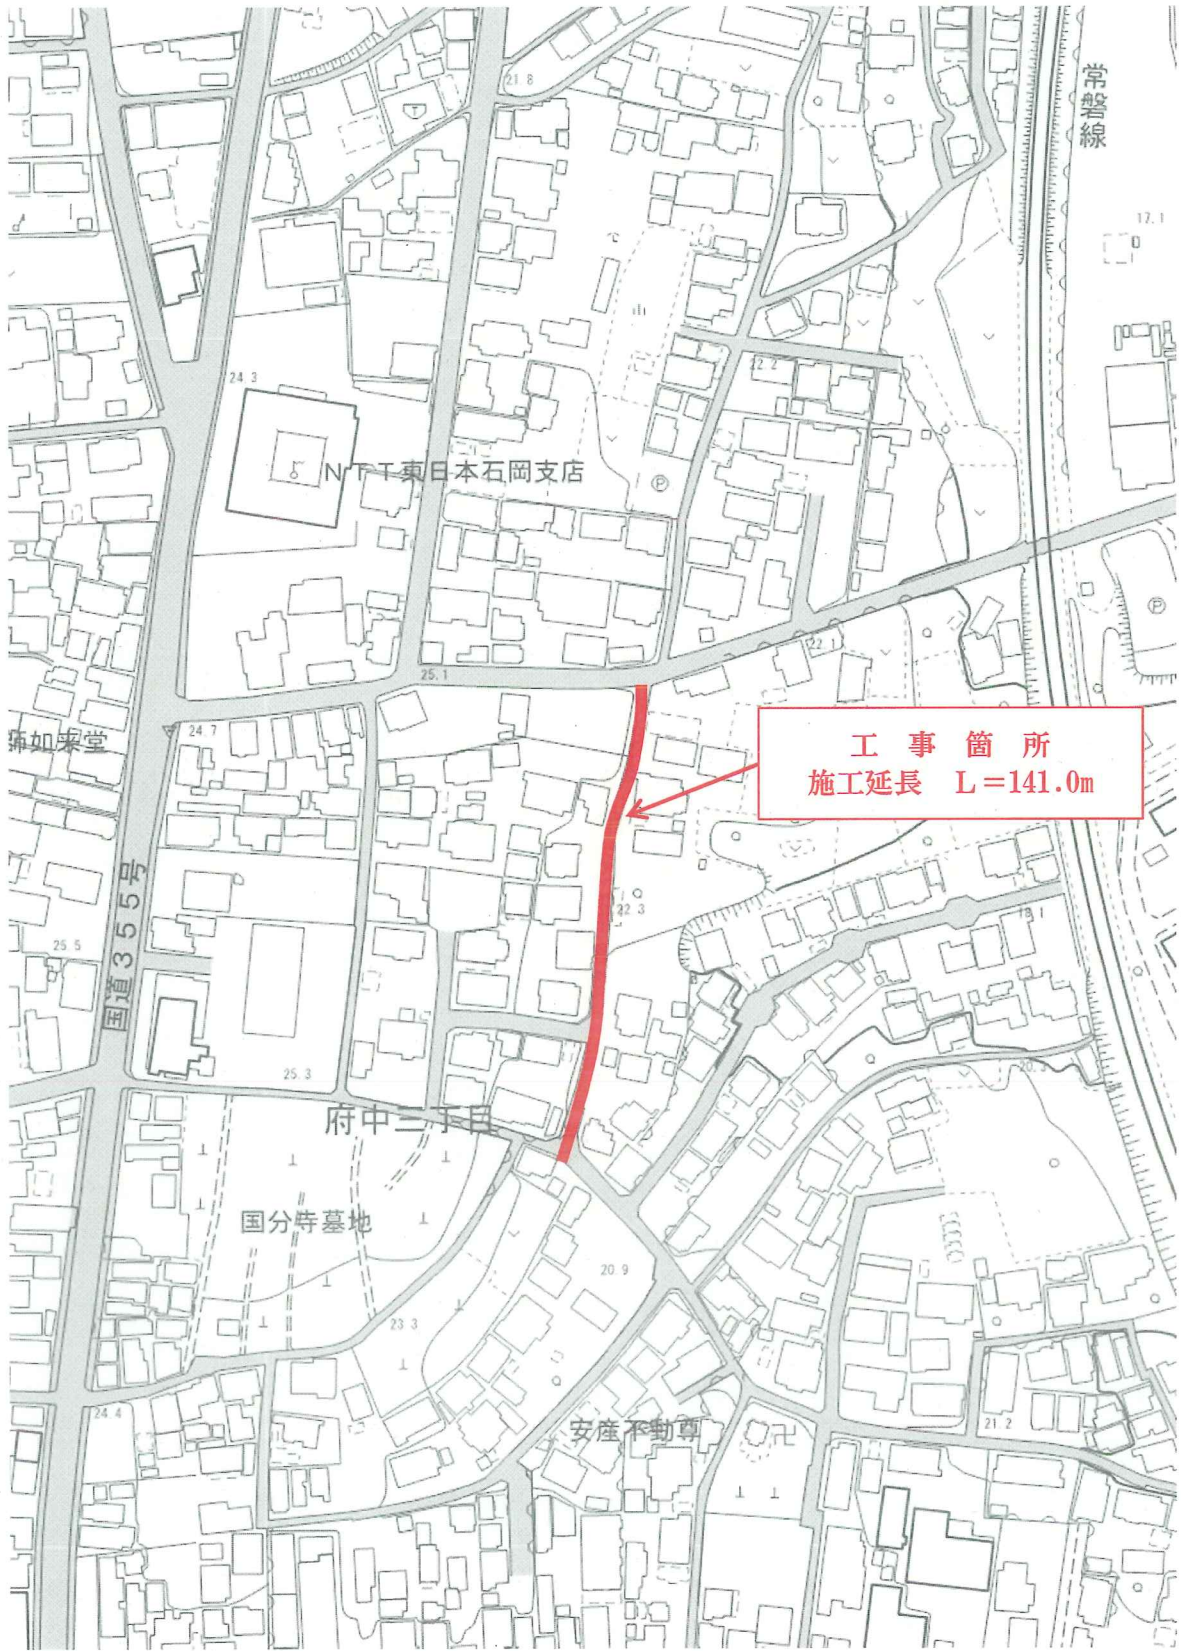 21.8
常磐線
17.1
24.3
22.2
NTT東日本石岡支店
P
P
25.1
22.1
24.7
師如来堂
工事箇所
施工延長 L=141.0m
国道355号
22.3
25.5
18.1
25.3
20.3
府中三丁目
国分寺墓地
20.9
23.3
24.4
安産不動尊
21.2